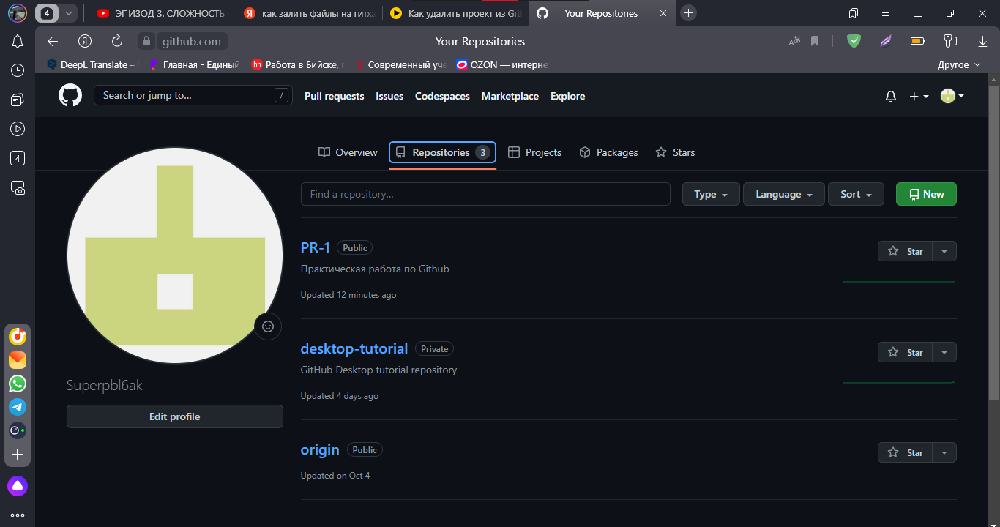 4
ЭПИЗОД 3. СЛОЖНОСТЬ
Я
как залить файлы на гитха
Как удалить проект из Git
Your Repositories
Я
github.com
Your Repositories
DeepL Translate –
Главная - Единый
hh
Работа в Бийске,
Современный уче
OZON — интерне
Другое
4
Search or jump to...
/
Pull requests
Issues
Codespaces
Marketplace
Explore
Overview
Repositories 3
Projects
Packages
Stars
Find a repository...
Type
Language
Sort
New
PR-1 Public
Star
Практическая работа по Github
Updated 12 minutes ago
desktop-tutorial Private
Star
GitHub Desktop tutorial repository
Updated 4 days ago
origin Public
Star
Updated on Oct 4
Superpbl6ak
Edit profile